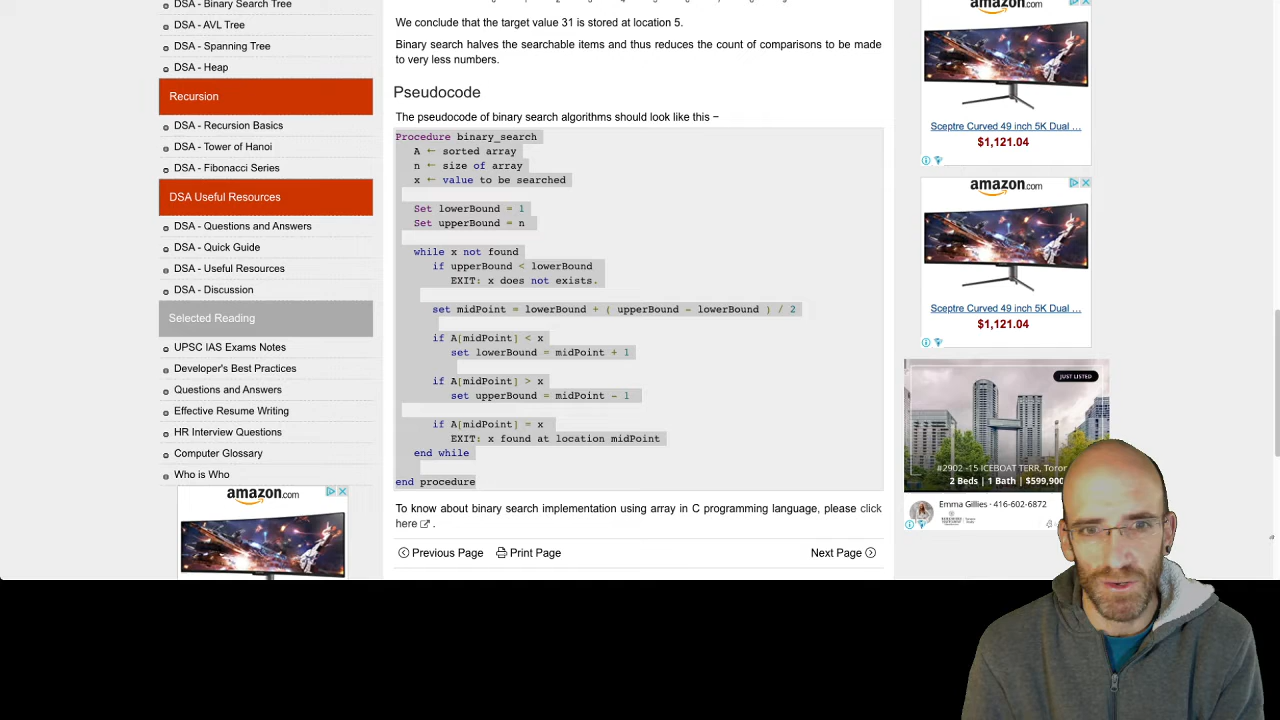 DSA - Binary Search Tree
DSA - AVL Tree
DSA - Spanning Tree
DSA - Heap
Recursion
DSA - Recursion Basics
DSA - Tower of Hanoi
DSA - Fibonacci Series
DSA Useful Resources
DSA - Questions and Answers
DSA - Quick Guide
DSA - Useful Resources
DSA - Discussion
Selected Reading
UPSC IAS Exams Notes
Developer's Best Practices
Questions and Answers
Effective Resume Writing
HR Interview Questions
Computer Glossary
Who is Who
amazon.com
We conclude that the target value 31 is stored at location 5.
Binary search halves the searchable items and thus reduces the count of comparisons to be made
to very less numbers.
Pseudocode
The pseudocode of binary search algorithms should look like this −
Procedure binary_search
A ← sorted array
n ← size of array
x ← value to be searched
Set lowerBound = 1
Set upperBound = n
while x not found
if upperBound < lowerBound
EXIT: x does not exists.
set midPoint = lowerBound + ( upperBound - lowerBound ) / 2
if A[midPoint] < x
set lowerBound = midPoint + 1
if A[midPoint] > x
set upperBound = midPoint - 1
if A[midPoint] = x
EXIT: x found at location midPoint
end while
end procedure
To know about binary search implementation using array in C programming language, please click
here .
Previous Page
Print Page
Next Page
amazon.com
Sceptre Curved 49 inch 5K Dual ...
$1,121.04
amazon.com
Sceptre Curved 49 inch 5K Dual ...
$1,121.04
JUST LISTED
#2902 -15 ICEBOAT TERR, Toron
2 Beds | 1 Bath | $599,900
Emma Gillies · 416-602-6872